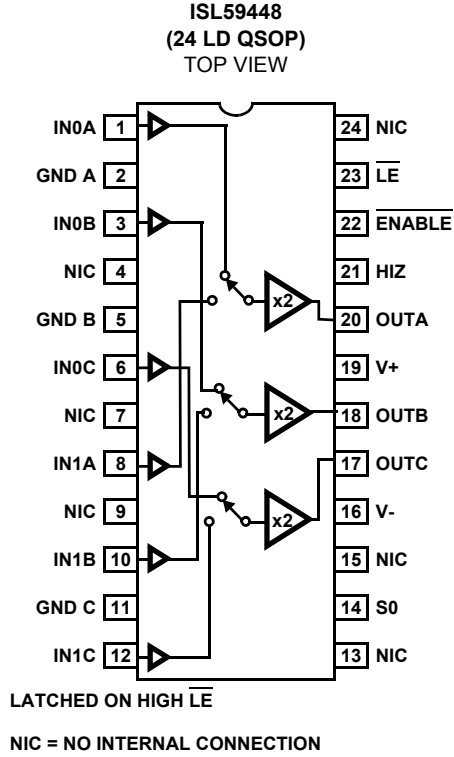 ISL59448
(24 LD QSOP)
TOP VIEW
IN0A 1 24 NIC
GND A 2 23 L̅E̅
IN0B 3 22 E̅N̅A̅B̅L̅E̅
NIC 4 21 HIZ
x2
GND B 5 20 OUTA
IN0C 6 19 V+
NIC 7 x2 18 OUTB
IN1A 8 17 OUTC
NIC 9 16 V-
x2
IN1B 10 15 NIC
GND C 11 14 S0
IN1C 12 13 NIC
LATCHED ON HIGH L̅E̅
NIC = NO INTERNAL CONNECTION